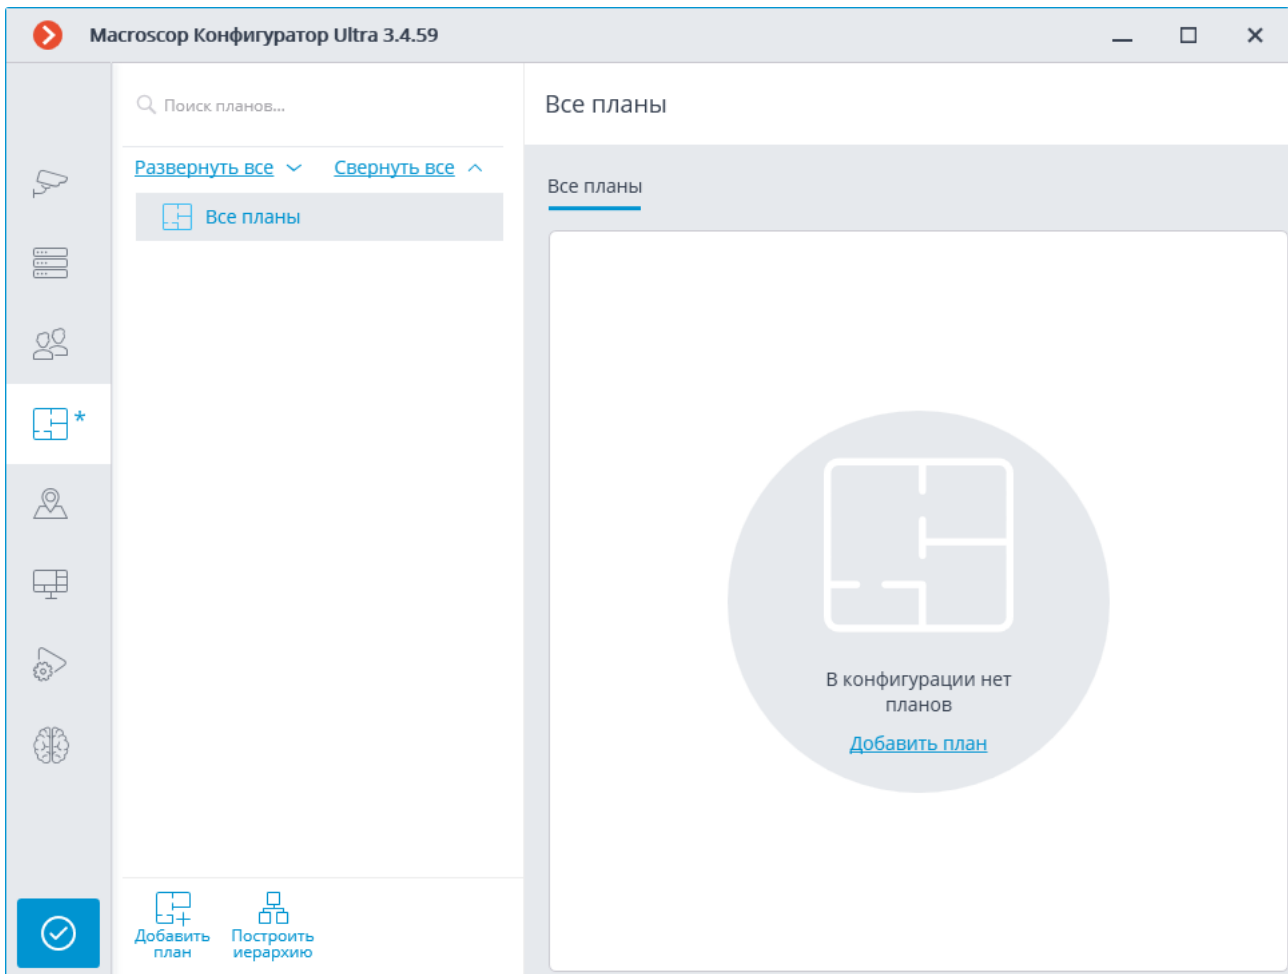 Macroscop Конфигуратор Ultra 3.4.59
Поиск планов...
Все планы
Развернуть все
Свернуть все
Все планы
Все планы
*
В конфигурации нет
планов
Добавить план
Добавить
план
Построить
иерархию